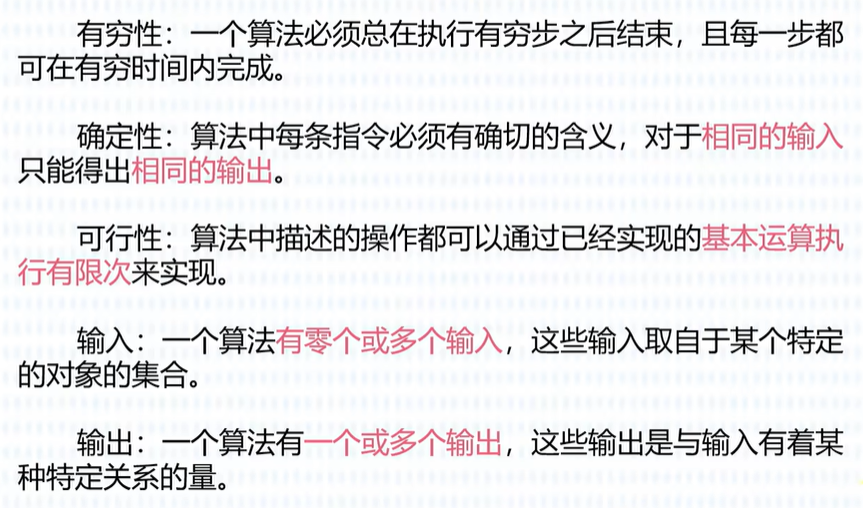 有穷性：一个算法必须总在执行有穷步之后结束，且每一步都
可在有穷时间内完成。
确定性：算法中每条指令必须有确切的含义，对于相同的输入
只能得出相同的输出。
可行性：算法中描述的操作都可以通过已经实现的基本运算执
行有限次来实现。
输入：一个算法有零个或多个输入，这些输入取自于某个特定
的对象的集合。
输出：一个算法有一个或多个输出，这些输出是与输入有着某
种特定关系的量。